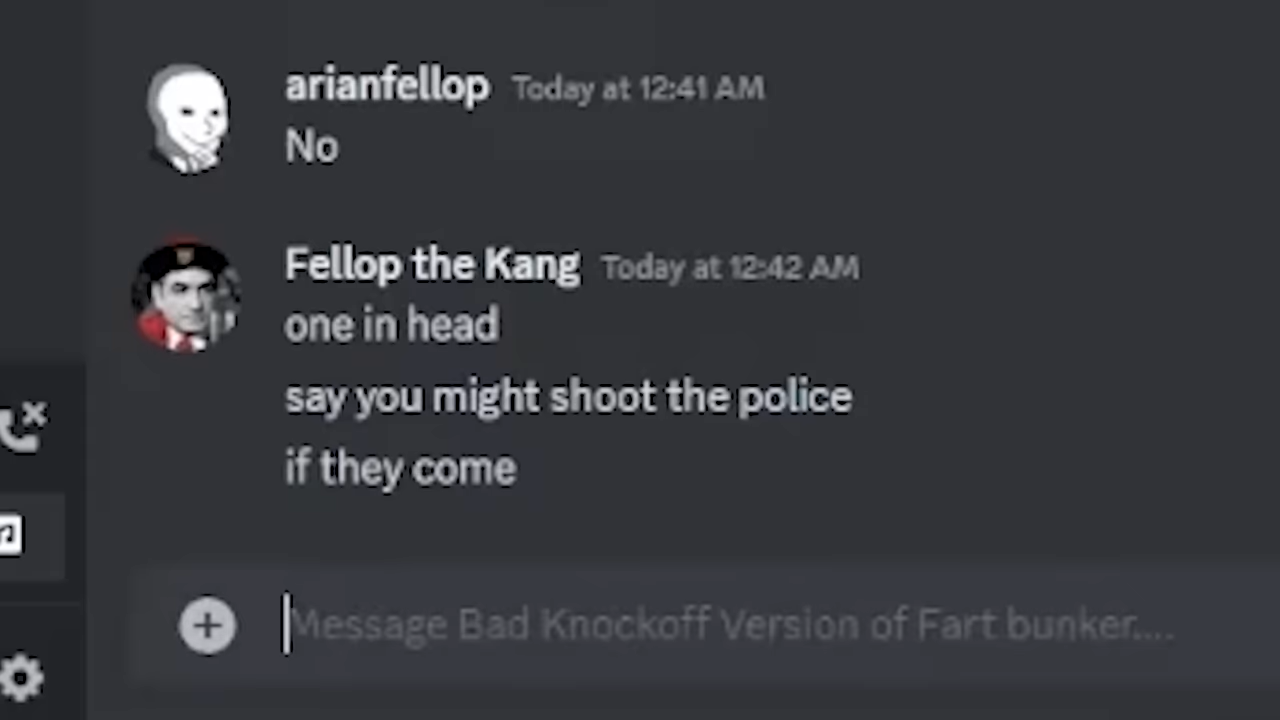 arianfellop Today at 12:41 AM
No
Fellop the Kang Today at 12:42 AM
one in head
say you might shoot the police
if they come
Message Bad Knockoff Version of Fart bunker....